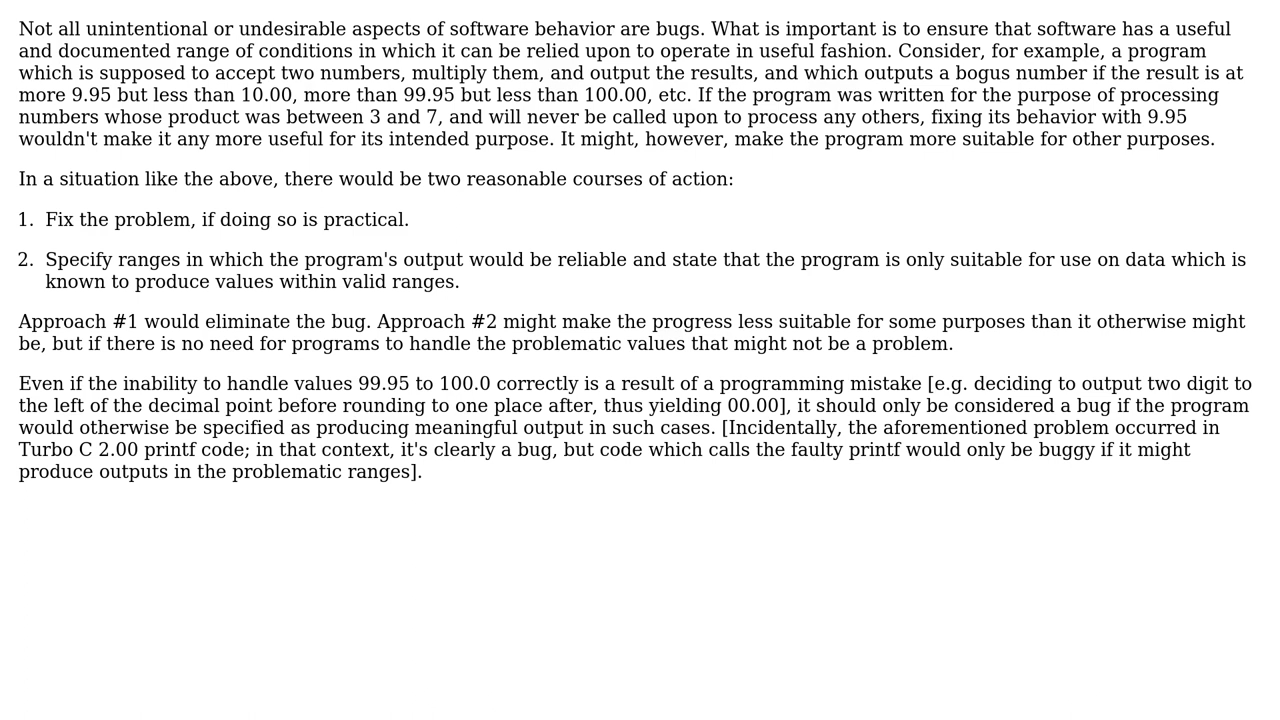 Not all unintentional or undesirable aspects of software behavior are bugs. What is important is to ensure that software has a useful
and documented range of conditions in which it can be relied upon to operate in useful fashion. Consider, for example, a program
which is supposed to accept two numbers, multiply them, and output the results, and which outputs a bogus number if the result is at
more 9.95 but less than 10.00, more than 99.95 but less than 100.00, etc. If the program was written for the purpose of processing
numbers whose product was between 3 and 7, and will never be called upon to process any others, fixing its behavior with 9.95
wouldn't make it any more useful for its intended purpose. It might, however, make the program more suitable for other purposes.
In a situation like the above, there would be two reasonable courses of action:
1. Fix the problem, if doing so is practical.
2. Specify ranges in which the program's output would be reliable and state that the program is only suitable for use on data which is
known to produce values within valid ranges.
Approach #1 would eliminate the bug. Approach #2 might make the progress less suitable for some purposes than it otherwise might
be, but if there is no need for programs to handle the problematic values that might not be a problem.
Even if the inability to handle values 99.95 to 100.0 correctly is a result of a programming mistake [e.g. deciding to output two digit to
the left of the decimal point before rounding to one place after, thus yielding 00.00], it should only be considered a bug if the program
would otherwise be specified as producing meaningful output in such cases. [Incidentally, the aforementioned problem occurred in
Turbo C 2.00 printf code; in that context, it's clearly a bug, but code which calls the faulty printf would only be buggy if it might
produce outputs in the problematic ranges].